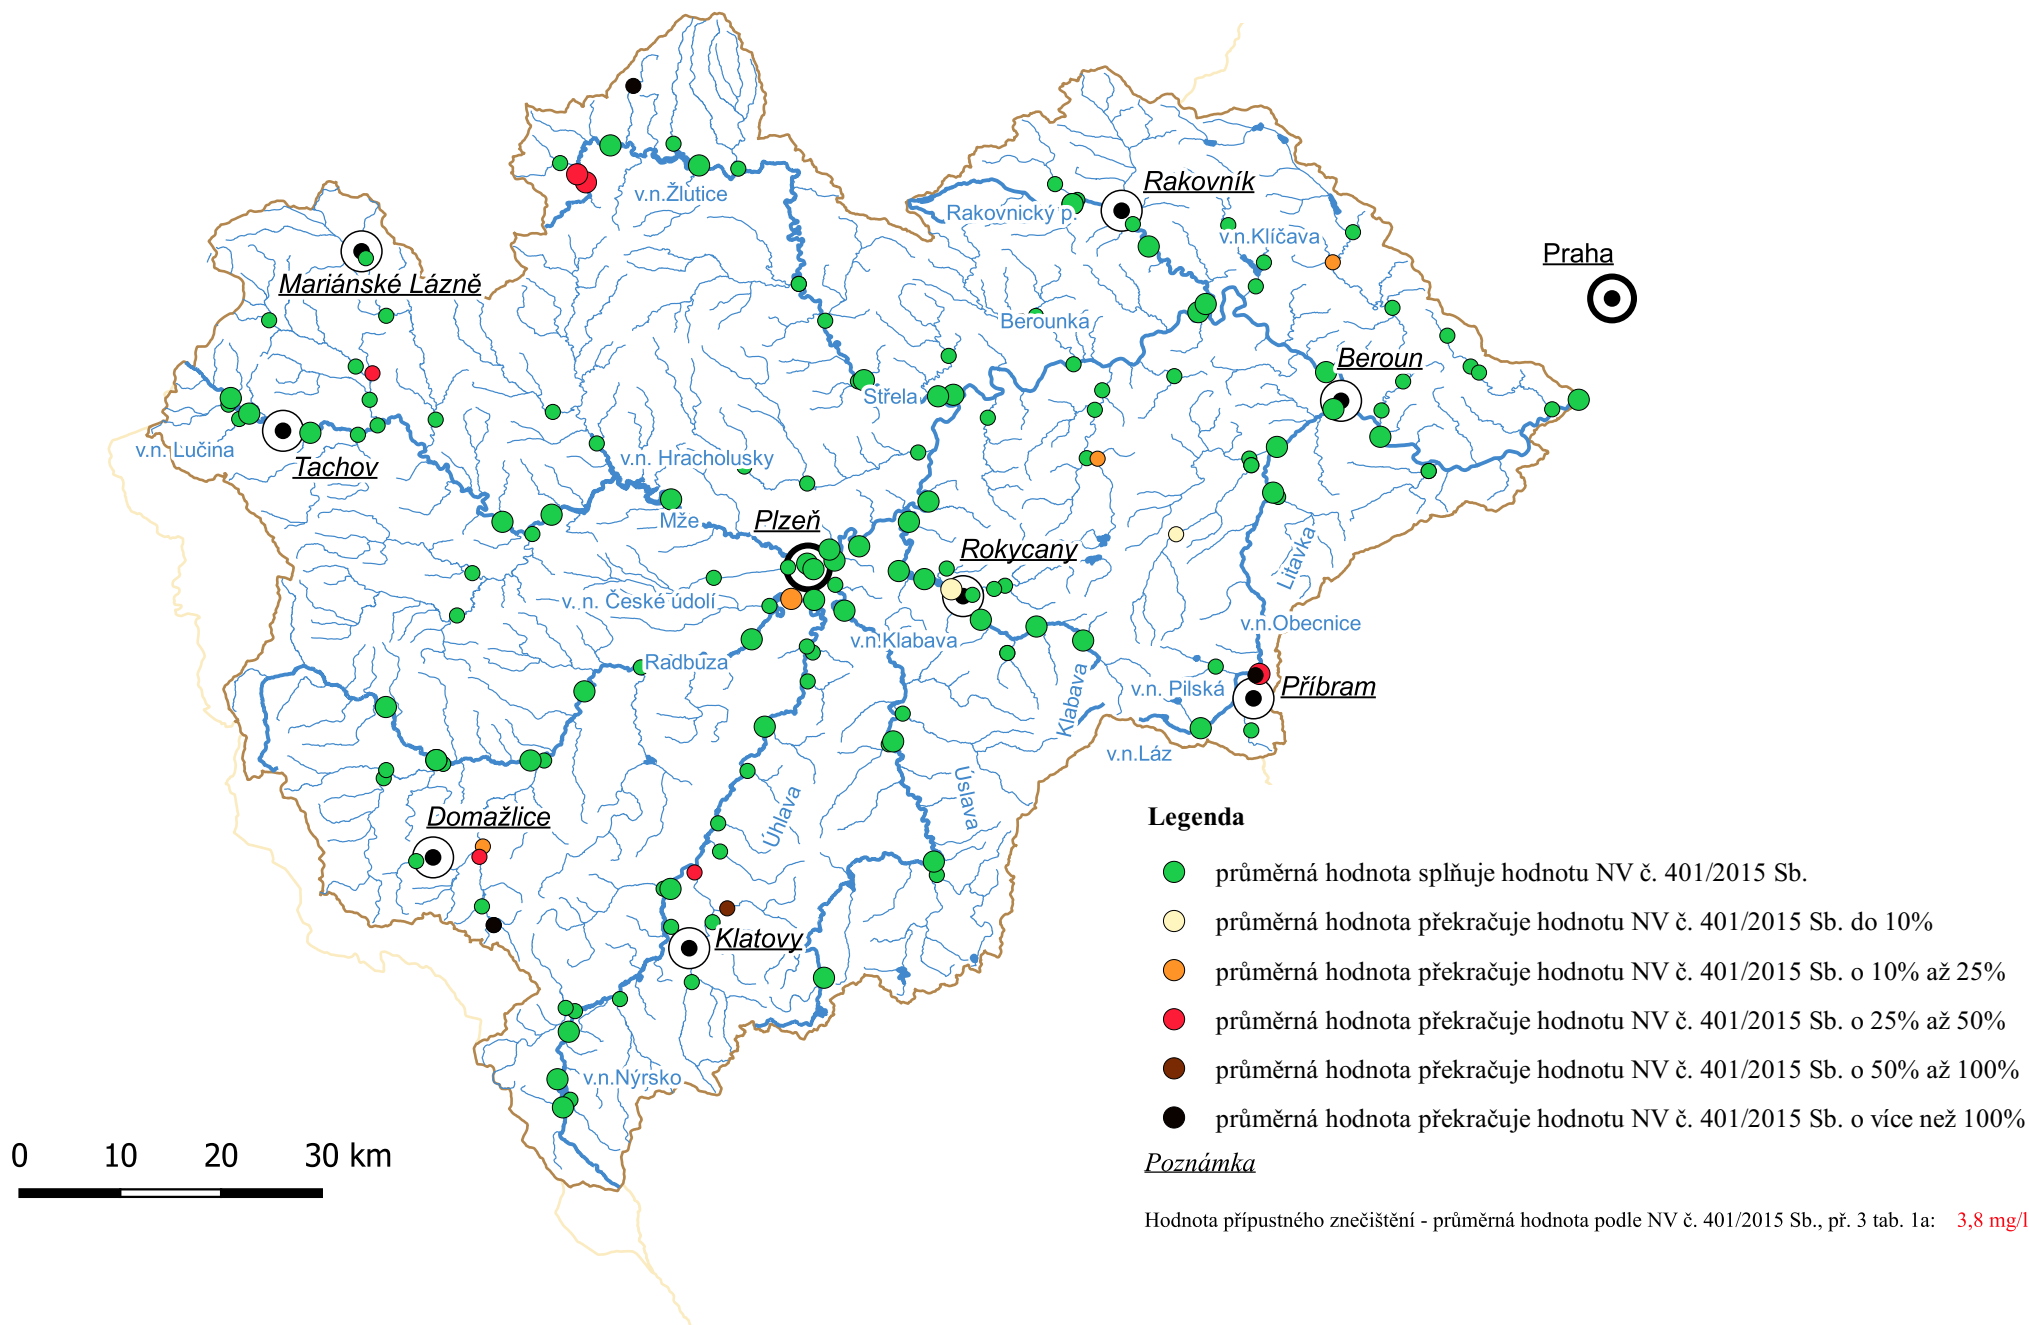 v.n.Žlutice
Rakovník
Rakovnický p.
v.n.Klíčava
Praha
Mariánské Lázně
Berounka
Beroun
Střela
v.n. Lučina
Tachov
v.n. Hracholusky
Mže
Plzeň
Rokycany
Litavka
v. n. České údolí
v.n.Klabava
v.n.Obecnice
Radbuza
v.n. Pilská
Příbram
Klabava
v.n.Láz
Domažlice
Úhlava
Úslava
Klatovy
v.n.Nýrsko
0 10 20 30 km
Legenda
průměrná hodnota splňuje hodnotu NV č. 401/2015 Sb.
průměrná hodnota překračuje hodnotu NV č. 401/2015 Sb. do 10%
průměrná hodnota překračuje hodnotu NV č. 401/2015 Sb. o 10% až 25%
průměrná hodnota překračuje hodnotu NV č. 401/2015 Sb. o 25% až 50%
průměrná hodnota překračuje hodnotu NV č. 401/2015 Sb. o 50% až 100%
průměrná hodnota překračuje hodnotu NV č. 401/2015 Sb. o více než 100%
Poznámka
Hodnota přípustného znečištění - průměrná hodnota podle NV č. 401/2015 Sb., př. 3 tab. 1a: 3,8 mg/l